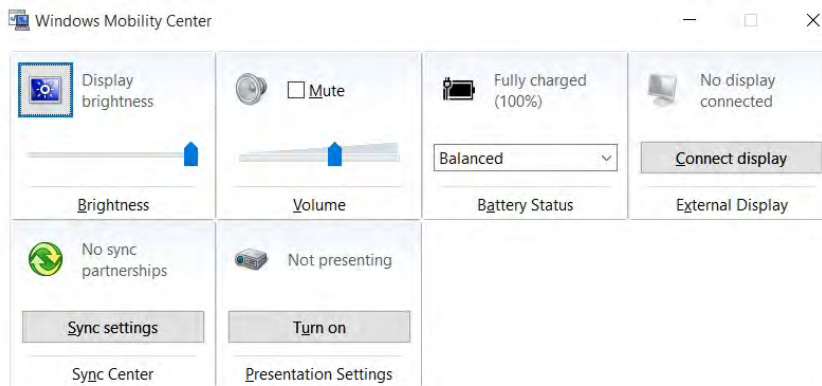 Windows Mobility Center
Display
brightness
Brightness
Mute
Volume
Fully charged
(100%)
Balanced
Battery Status
No display
connected
Connect display
External Display
No sync
partnerships
Sync settings
Sync Center
Not presenting
Turn on
Presentation Settings